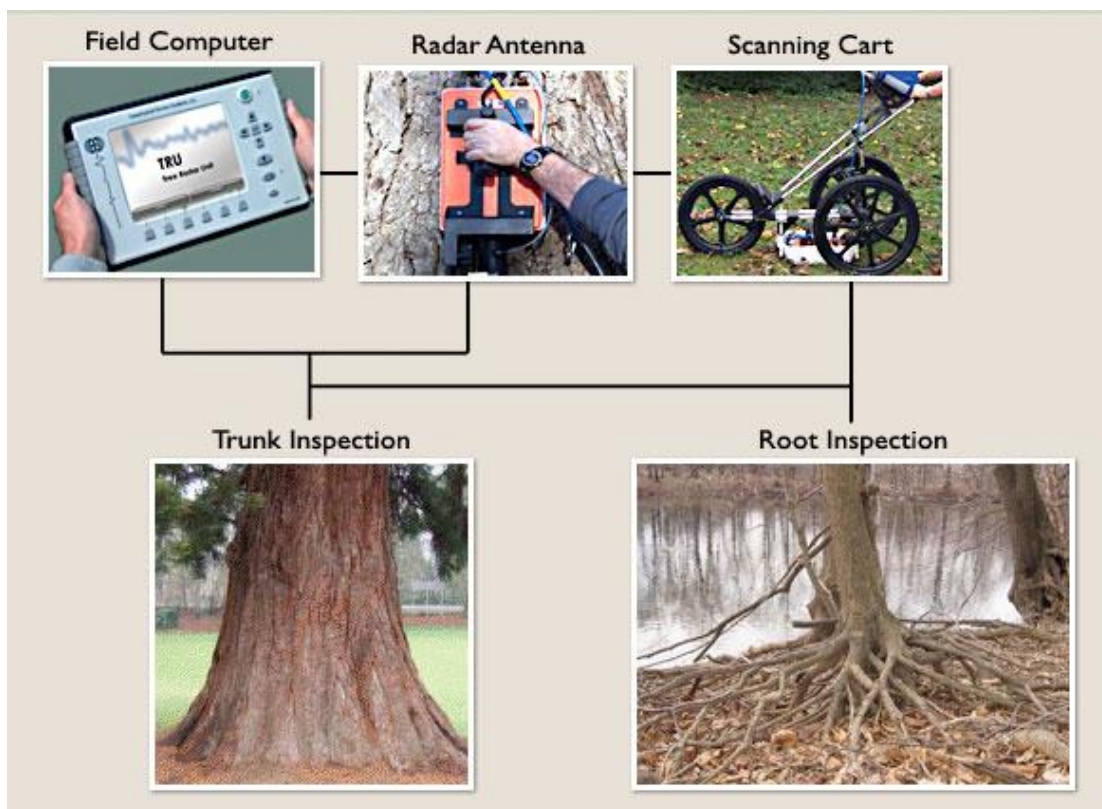 Field Computer
Radar Antenna
Scanning Cart
TRU
Tree Radar Unit
Trunk Inspection
Root Inspection